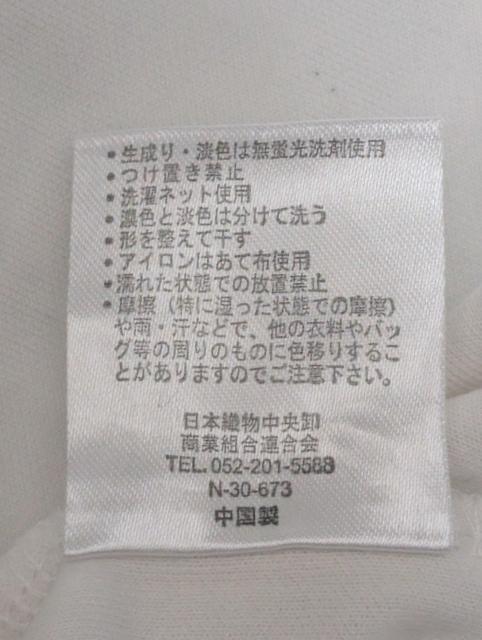 ・生成り・淡色は無蛍光洗剤使用
・つけ置き禁止
・洗濯ネット使用
・濃色と淡色は分けて洗う
・形を整えて干す
・アイロンはあて布使用
・濡れた状態での放置禁止
・摩擦（特に湿った状態での摩擦）
や雨・汗などで、他の衣料やバッ
グ等の周りのものに色移りするこ
とがありますのでご注意下さい。
日本織物中央卸
商業組合連合会
TEL. 052-201-5588
N-30-673
中国製